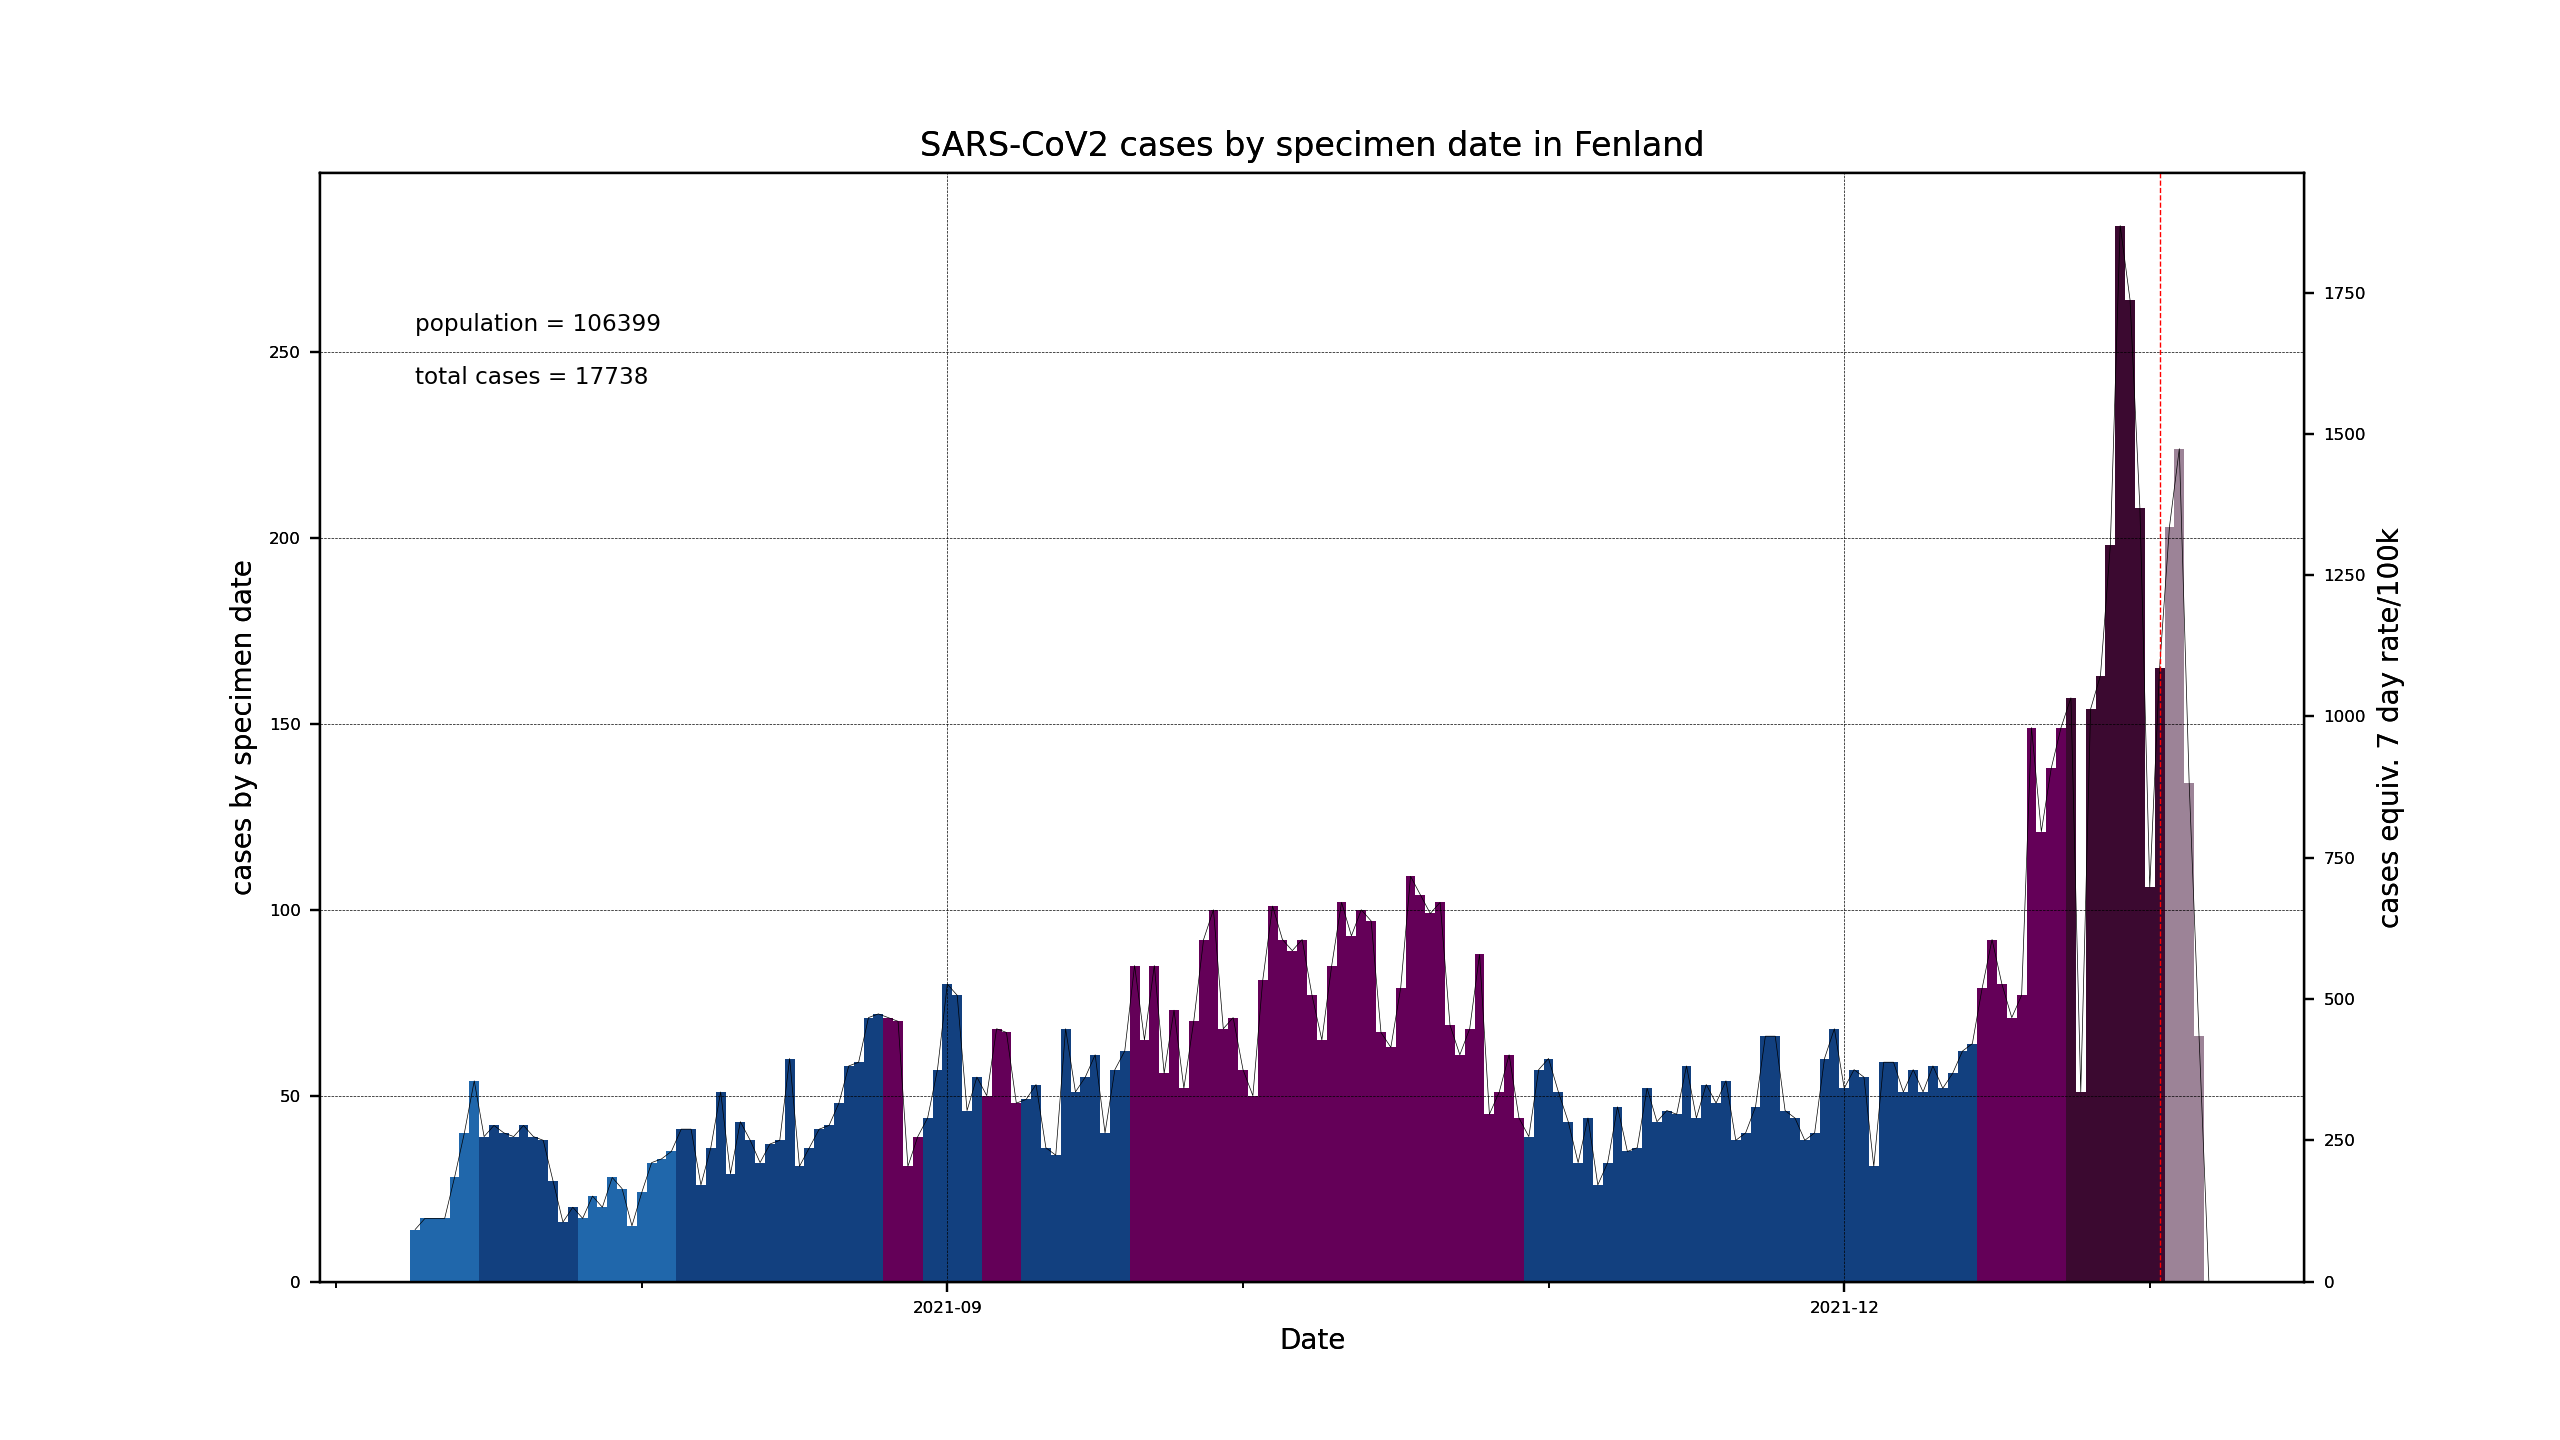 SARS-CoV2 cases by specimen date in Fenland
population = 106399
total cases = 17738
cases by specimen date
250
200
150
100
50
0
1750
1500
1250
1000
750
500
250
0
cases equiv. 7 day rate/100k
2021-09
2021-12
Date